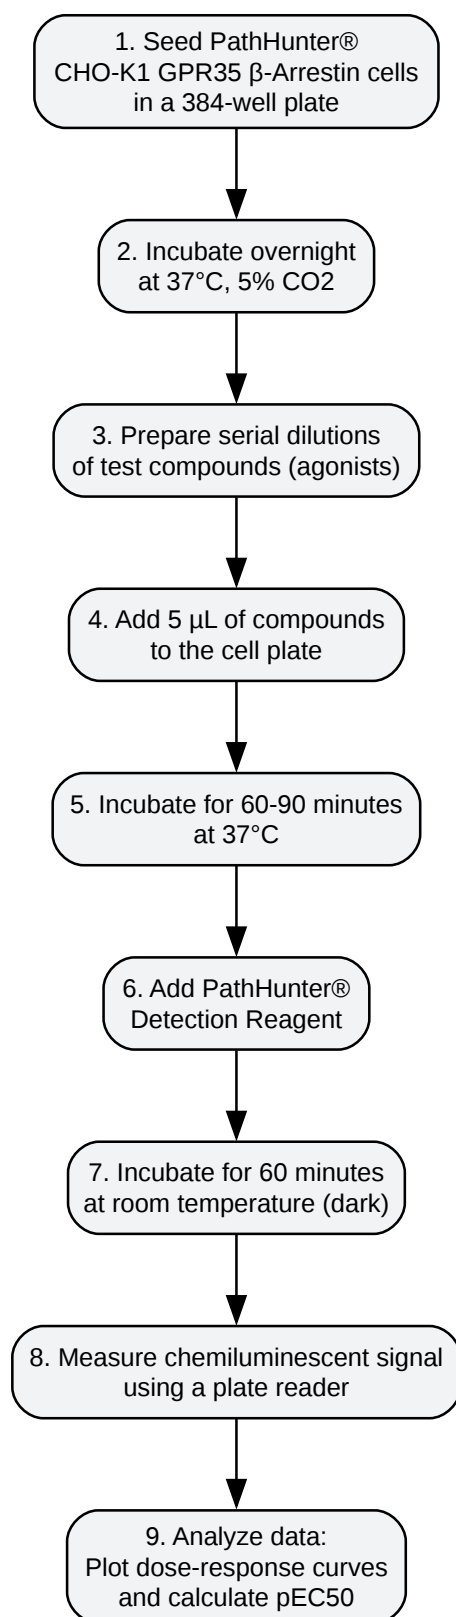 1. Seed PathHunter®
CHO-K1 GPR35 β-Arrestin cells
in a 384-well plate
2. Incubate overnight
at 37°C, 5% CO2
3. Prepare serial dilutions
of test compounds (agonists)
4. Add 5 µL of compounds
to the cell plate
5. Incubate for 60-90 minutes
at 37°C
6. Add PathHunter®
Detection Reagent
7. Incubate for 60 minutes
at room temperature (dark)
8. Measure chemiluminescent signal
using a plate reader
9. Analyze data:
Plot dose-response curves
and calculate pEC50